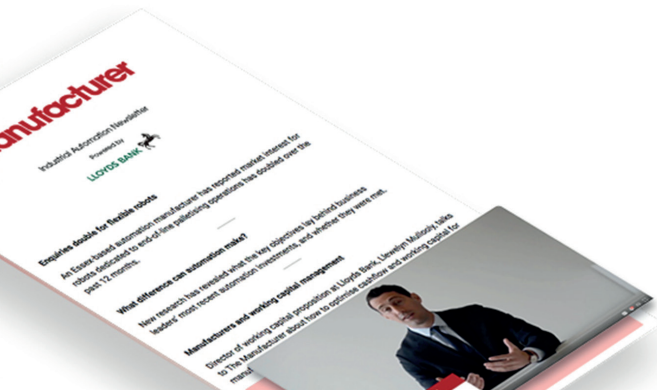 anufacturer
Industrial Automation Newsletter
Powered by
LLOYDS BANK
Enquiries double for flexible robots
An Essex-based automation manufacturer has reported market interest for
robots dedicated to end-of-line palletising operations has doubled over the
past 12 months.
What difference can automation make?
New research has revealed what the key objectives lay behind business
leaders' most recent automation investments, and whether they were met.
Manufacturers and working capital management
Director of working capital proposition at Lloyds Bank, Llewelyn Mullooly, talks
to The Manufacturer about how to optimise cashflow and working capital for